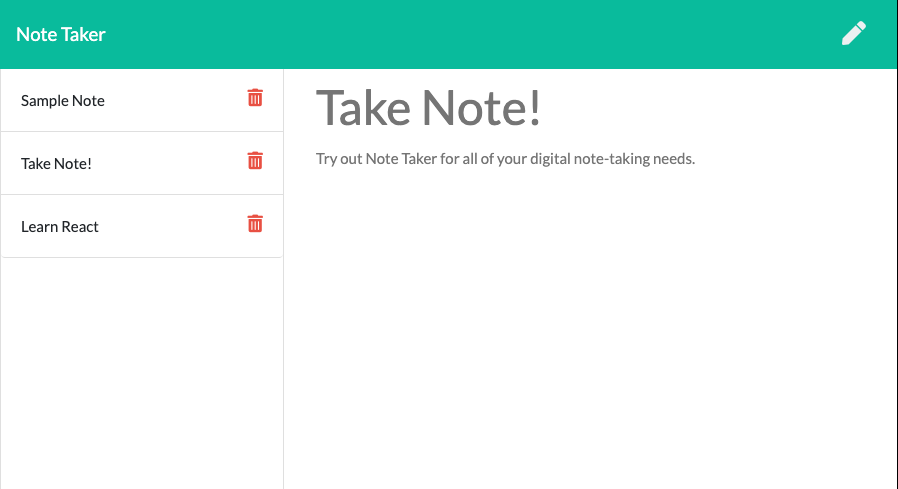 Note Taker
Sample Note
Take Note!
Learn React
Take Note!
Try out Note Taker for all of your digital note-taking needs.